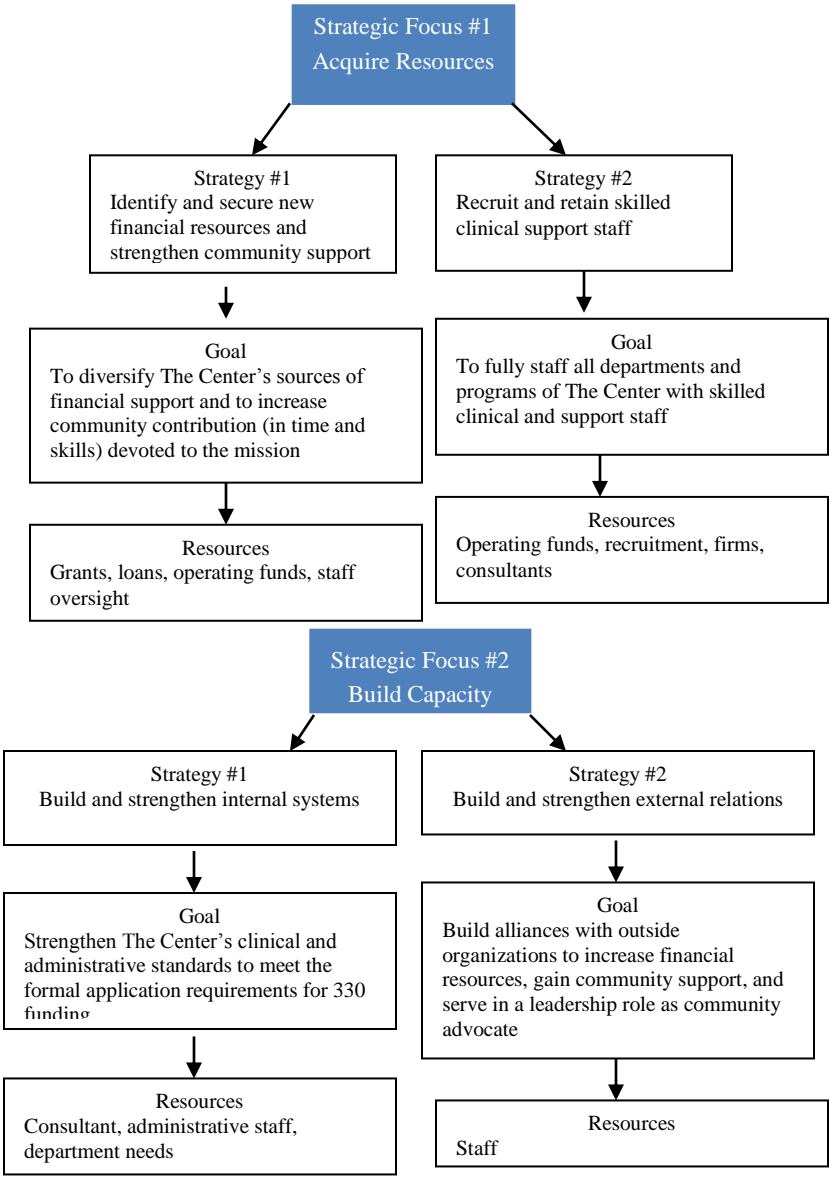 Strategic Focus #1
Acquire Resources
Strategy #1
Identify and secure new
financial resources and
strengthen community support
Strategy #2
Recruit and retain skilled
clinical support staff
Goal
To diversify The Center’s sources of
financial support and to increase
community contribution (in time and
skills) devoted to the mission
Goal
To fully staff all departments and
programs of The Center with skilled
clinical and support staff
Resources
Grants, loans, operating funds, staff
oversight
Resources
Operating funds, recruitment, firms,
consultants
Strategic Focus #2
Build Capacity
Strategy #1
Build and strengthen internal systems
Strategy #2
Build and strengthen external relations
Goal
Strengthen The Center’s clinical and
administrative standards to meet the
formal application requirements for 330
funding
Goal
Build alliances with outside
organizations to increase financial
resources, gain community support, and
serve in a leadership role as community
advocate
Resources
Consultant, administrative staff,
department needs
Resources
Staff